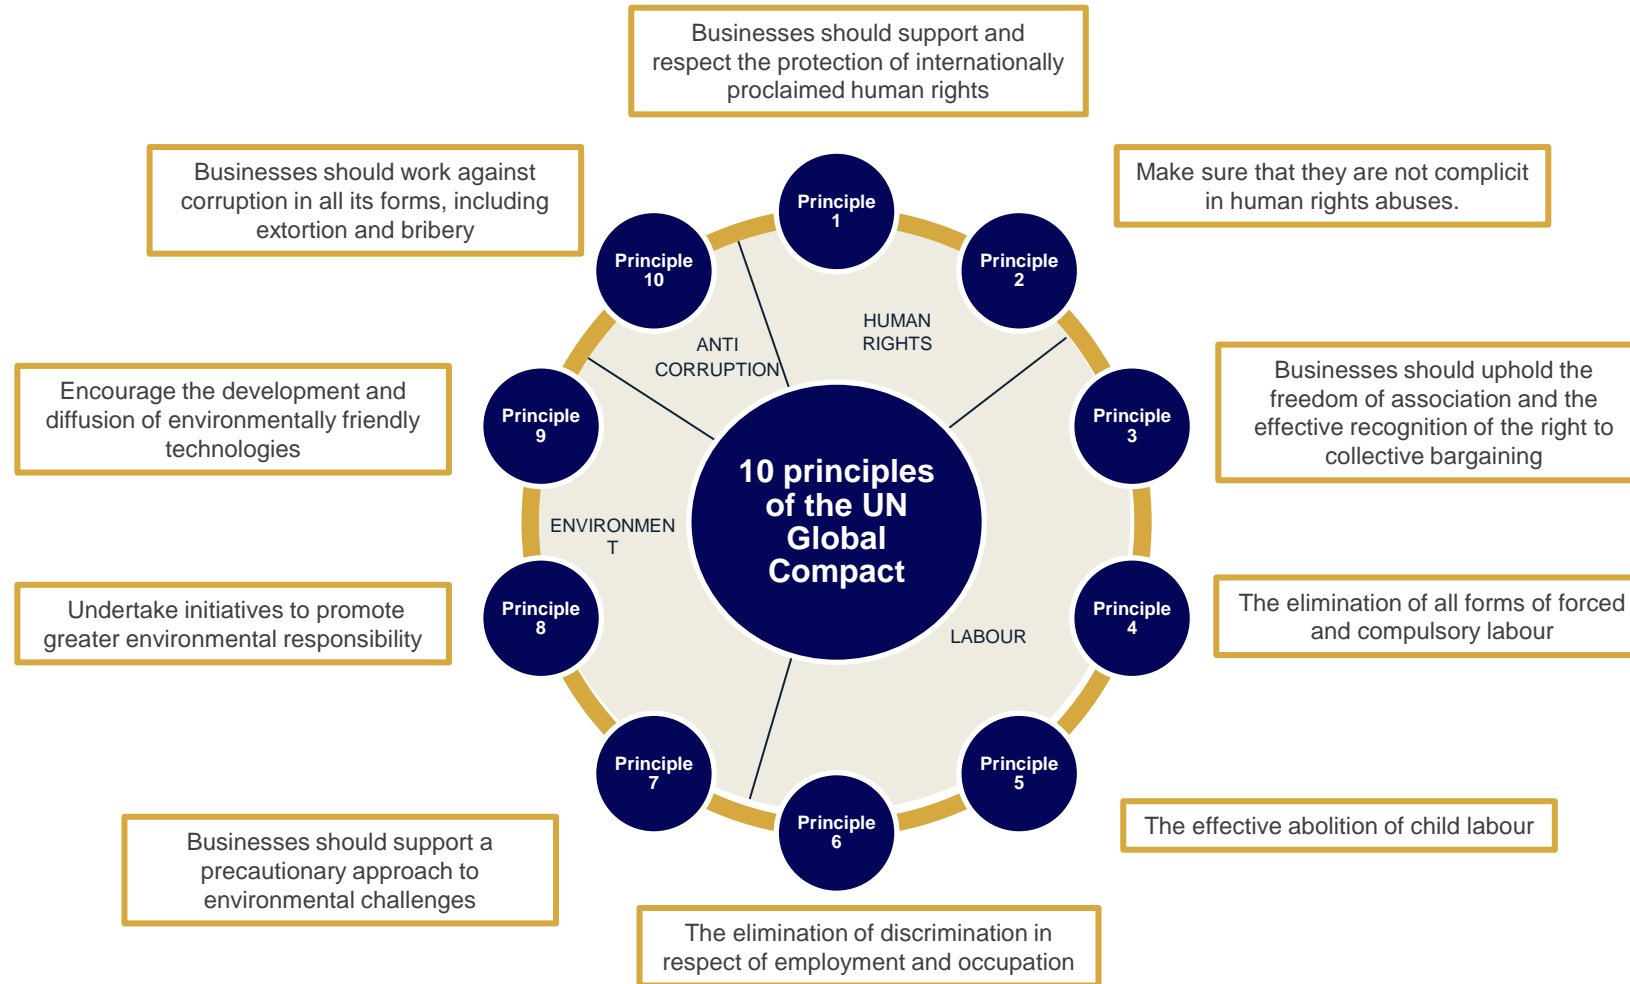 Businesses should support and
respect the protection of internationally
proclaimed human rights
Businesses should work against
corruption in all its forms, including
extortion and bribery
Make sure that they are not complicit
in human rights abuses.
Principle
1
Principle
10
Principle
2
HUMAN
RIGHTS
ANTI
CORRUPTION
Encourage the development and
diffusion of environmentally friendly
technologies
Principle
9
Principle
3
Businesses should uphold the
freedom of association and the
effective recognition of the right to
collective bargaining
10 principles
of the UN
Global
Compact
ENVIRONMEN
T
Undertake initiatives to promote
greater environmental responsibility
Principle
8
LABOUR
Principle
4
The elimination of all forms of forced
and compulsory labour
Principle
7
Principle
5
Principle
6
Businesses should support a
precautionary approach to
environmental challenges
The effective abolition of child labour
The elimination of discrimination in
respect of employment and occupation